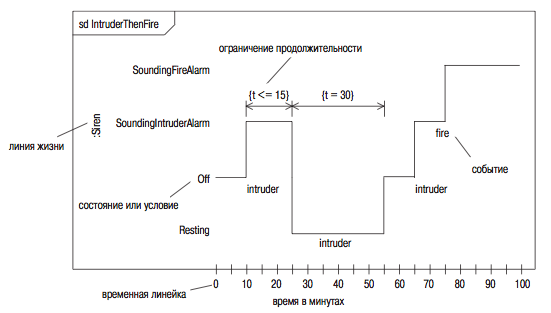 sd IntruderThenFire
ограничение продолжительности
SoundingFireAlarm
{t <= 15}
{t = 30}
SoundingIntruderAlarm
:Siren
линия жизни
fire
событие
Off
intruder
intruder
состояние или условие
Resting
intruder
временная линейка
0 10 20 30 40 50 60 70 80 90 100
время в минутах